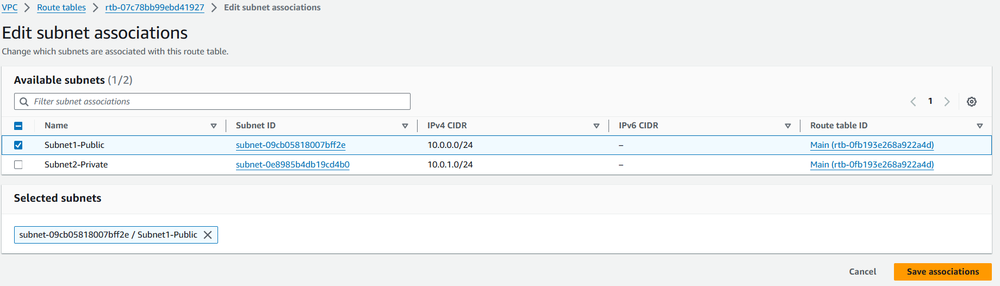 VPC > Route tables > rtb-07c78bb99ebd41927 > Edit subnet associations
Edit subnet associations
Change which subnets are associated with this route table.
Available subnets (1/2)
Filter subnet associations
1
Name Subnet ID IPv4 CIDR IPv6 CIDR Route table ID
Subnet1-Public subnet-09cb05818007bff2e 10.0.0.0/24 – Main (rtb-0fb193e268a922a4d)
Subnet2-Private subnet-0e8985b4db19cd4b0 10.0.1.0/24 – Main (rtb-0fb193e268a922a4d)
Selected subnets
subnet-09cb05818007bff2e / Subnet1-Public
Cancel Save associations